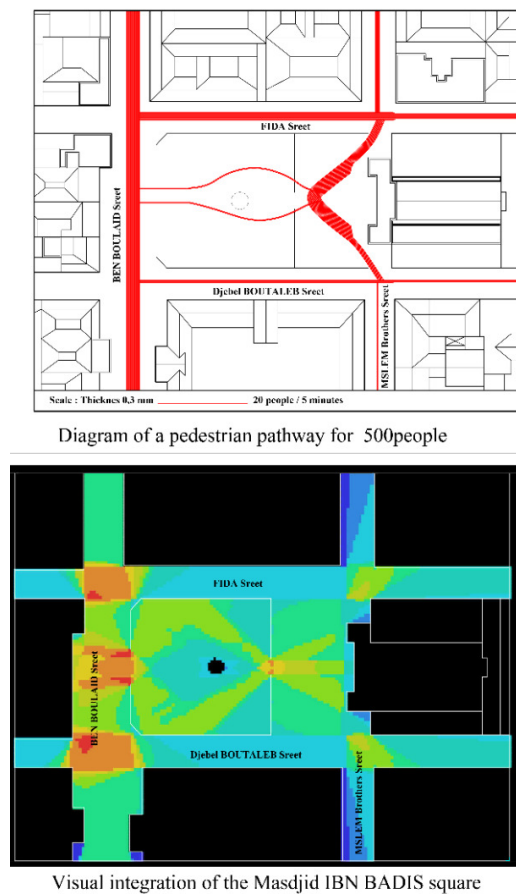 FIDA Sreet
BEN BOULAID Sreet
Djebel BOUTALEB Sreet
MSLEM Brothers Sreet
Scale : Thicknes 0,3 mm ____________ 20 people / 5 minutes
Diagram of a pedestrian pathway for 500people
FIDA Sreet
BEN BOULAID Sreet
Djebel BOUTALEB Sreet
MSLEM Brothers Sreet
Visual integration of the Masdjid IBN BADIS square